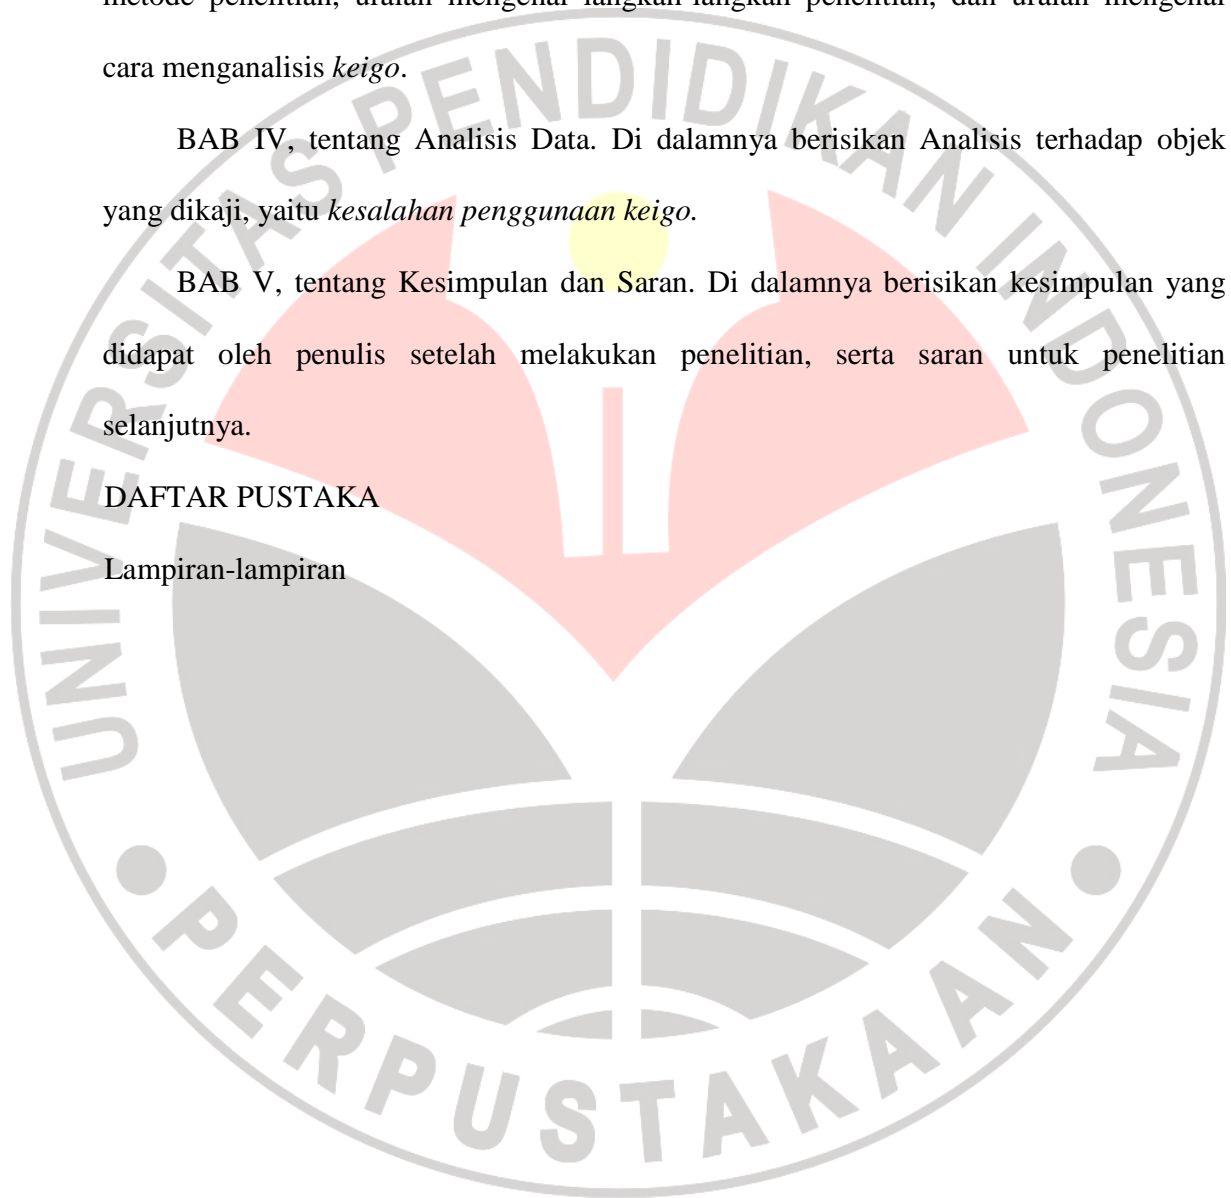 metode penelitian, uraian mengenai langkah-langkah penelitian, dan uraian mengenai
cara menganalisis keigo.
BAB IV, tentang Analisis Data. Di dalamnya berisikan Analisis terhadap objek
yang dikaji, yaitu kesalahan penggunaan keigo.
BAB V, tentang Kesimpulan dan Saran. Di dalamnya berisikan kesimpulan yang
didapat oleh penulis setelah melakukan penelitian, serta saran untuk penelitian
selanjutnya.
DAFTAR PUSTAKA
Lampiran-lampiran
UNIVERSITAS PENDIDIKAN INDONESIA
PERPUSTAKAAN